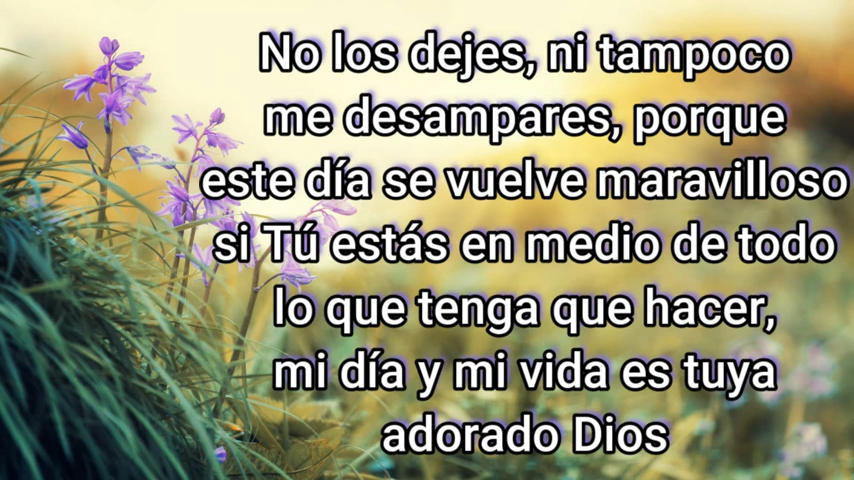 No los dejes, ni tampoco
me desampares, porque
este día se vuelve maravilloso
si Tú estás en medio de todo
lo que tenga que hacer,
mi día y mi vida es tuya
adorado Dios